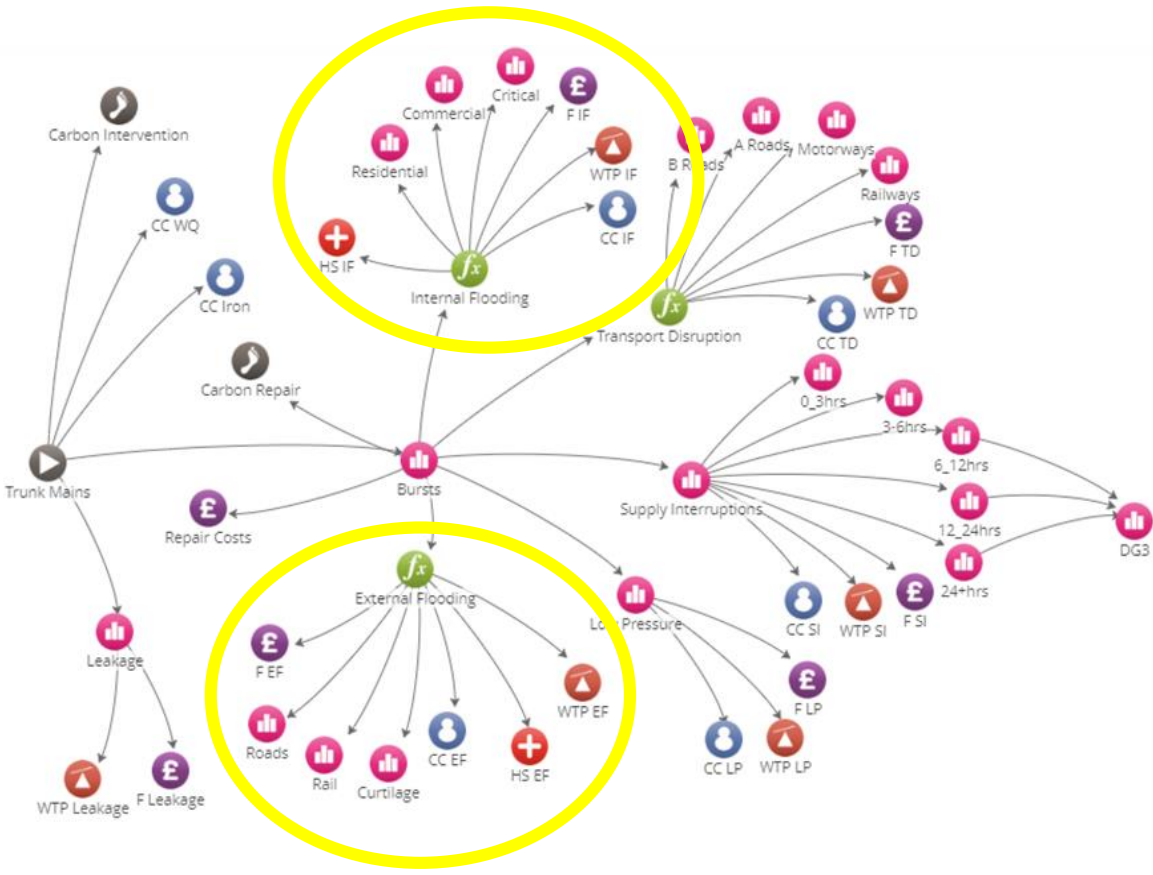 Critical
Commercial
F IF
Carbon Intervention
A Roads
Motorways
B Roads
Residential
WTP IF
Railways
CC WQ
CC IF
F TD
HS IF
CC Iron
Internal Flooding
WTP TD
Transport Disruption
CC TD
Carbon Repair
0_3hrs
3-6hrs
6_12hrs
Trunk Mains
Bursts
Supply Interruptions
12_24hrs
Repair Costs
DG3
24+hrs
External Flooding
Low Pressure
CC SI
WTP SI
F SI
Leakage
F EF
F LP
WTP EF
Roads
CC EF
Rail
HS EF
Curtilage
CC LP
WTP LP
WTP Leakage
F Leakage